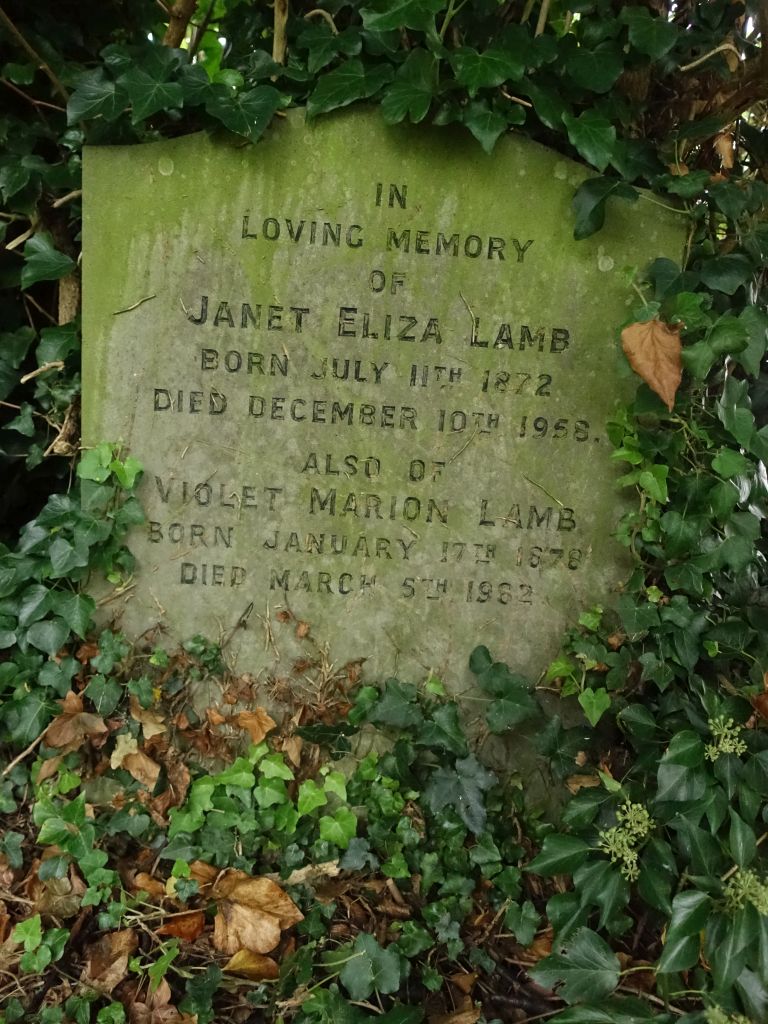 IN
LOVING MEMORY
OF
JANET ELIZA LAMB
BORN JULY 11TH 1872
DIED DECEMBER 10TH 1958.
ALSO OF
VIOLET MARION LAMB
BORN JANUARY 17TH 1878
DIED MARCH 5TH 1962